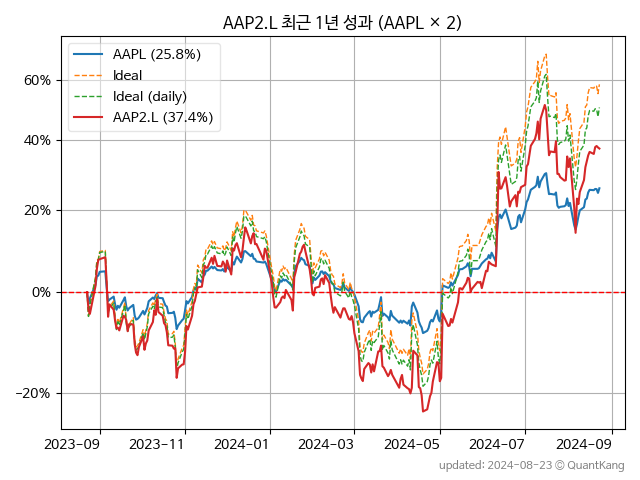 AAP2.L 최근 1년 성과 (AAPL × 2)
AAPL (25.8%)
Ideal
Ideal (daily)
AAP2.L (37.4%)
60%
40%
20%
0%
−20%
2023-09 2023-11 2024-01 2024-03 2024-05 2024-07 2024-09
updated: 2024-08-23 ⓒ QuantKang